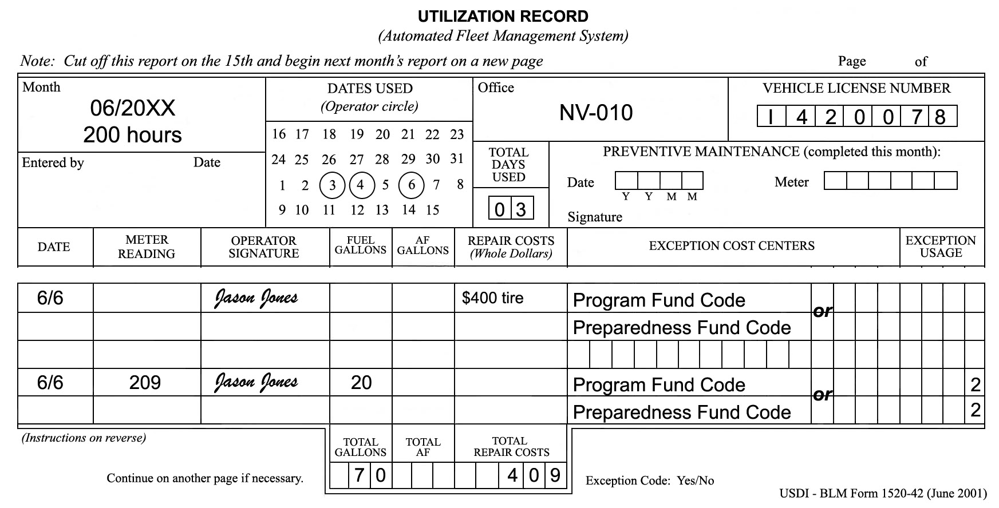 UTILIZATION RECORD
(Automated Fleet Management System)
Note: Cut off this report on the 15th and begin next month's report on a new page
Page of
Month
06/20XX
200 hours
Entered by Date
DATES USED
(Operator circle)
16 17 18 19 20 21 22 23
24 25 26 27 28 29 30 31
1 2 3 4 5 6 7 8
9 10 11 12 13 14 15
Office
NV-010
VEHICLE LICENSE NUMBER
I 4 2 0 0 7 8
TOTAL
DAYS
USED
0 3
PREVENTIVE MAINTENANCE (completed this month):
Date Meter
Y Y M M
Signature
DATE
METER
READING
OPERATOR
SIGNATURE
FUEL
GALLONS
AF
GALLONS
REPAIR COSTS
(Whole Dollars)
EXCEPTION COST CENTERS
EXCEPTION
USAGE
6/6 Jason Jones $400 tire Program Fund Code
or
Preparedness Fund Code
6/6 209 Jason Jones 20 Program Fund Code 2
or
Preparedness Fund Code 2
(Instructions on reverse)
TOTAL
GALLONS
TOTAL
AF
TOTAL
REPAIR COSTS
7 0
4 0 9
Continue on another page if necessary.
Exception Code: Yes/No
USDI - BLM Form 1520-42 (June 2001)